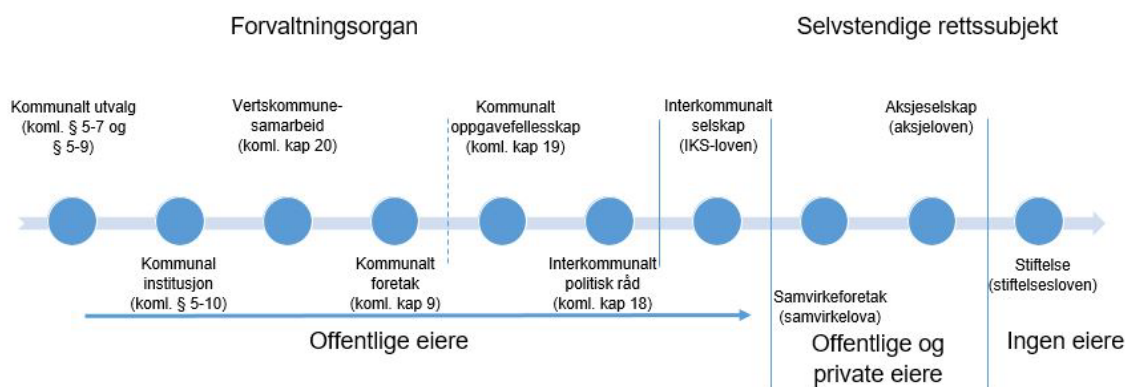 Forvaltningsorgan
Selvstendige rettssubjekt
Kommunalt utvalg
(koml. § 5-7 og
§ 5-9)
Vertskommune-
samarbeid
(koml. kap 20)
Kommunalt
oppgavefellesskap
(koml. kap 19)
Interkommunalt
selskap
(IKS-loven)
Aksjeselskap
(aksjeloven)
Kommunal
institusjon
(koml. § 5-10)
Kommunalt
foretak
(koml. kap 9)
Interkommunalt
politisk råd
(koml. kap 18)
Samvirkeforetak
(samvirkelova)
Stiftelse
(stiftelsesloven)
Offentlige eiere
Offentlige og
private eiere
Ingen eiere